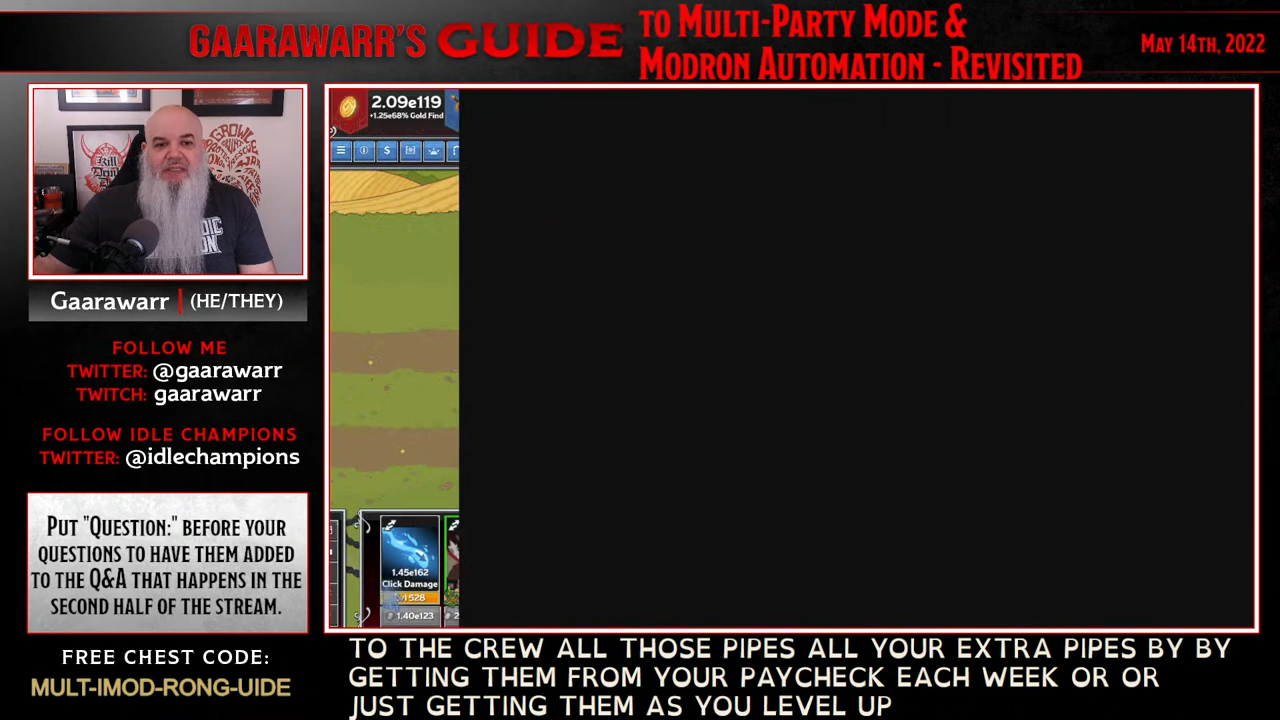 GAARAWARR'S GUIDE
TO MULTI-PARTY MODE &
MODRON AUTOMATION - REVISITED
MAY 14TH, 2022
2.09e119
+1.25e68% Gold Find
Gaarawarr | (HE/THEY)
FOLLOW ME
TWITTER: @gaarawarr
TWITCH: gaarawarr
FOLLOW IDLE CHAMPIONS
TWITTER: @idlechampions
PUT "QUESTION:" BEFORE YOUR
QUESTIONS TO HAVE THEM ADDED
TO THE Q&A THAT HAPPENS IN THE
SECOND HALF OF THE STREAM.
FREE CHEST CODE:
MULT-IMOD-RONG-UIDE
1.45e162
Click Damage
1.40e123
TO THE CREW ALL THOSE PIPES ALL YOUR EXTRA PIPES BY BY
GETTING THEM FROM YOUR PAYCHECK EACH WEEK OR OR
JUST GETTING THEM AS YOU LEVEL UP